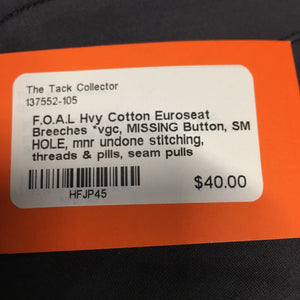 The Tack Collector
137552-105
F.O.A.L Hvy Cotton Euroseat
Breeches *vgc, MISSING Button, SM
HOLE, mnr undone stitching,
threads & pills, seam pulls
HFJP45
$40.00